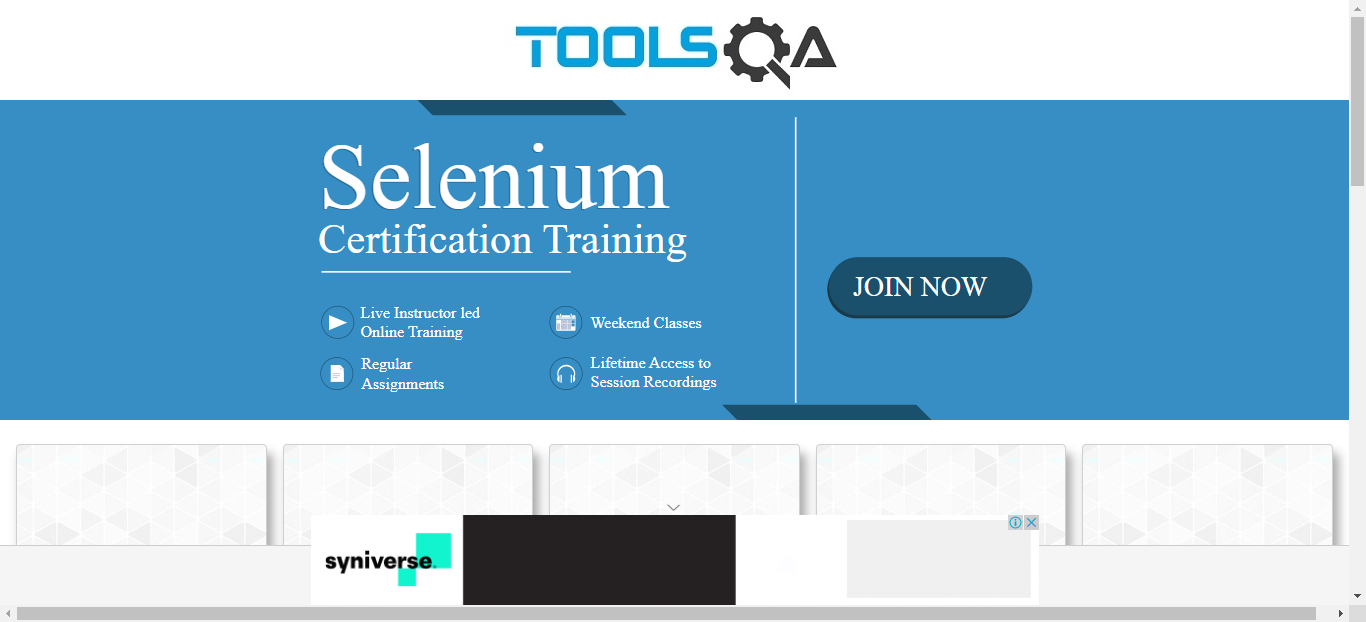 TOOLSQA
Selenium
Certification Training
Live Instructor led
Online Training
Weekend Classes
Regular
Assignments
Lifetime Access to
Session Recordings
JOIN NOW
syniverse.